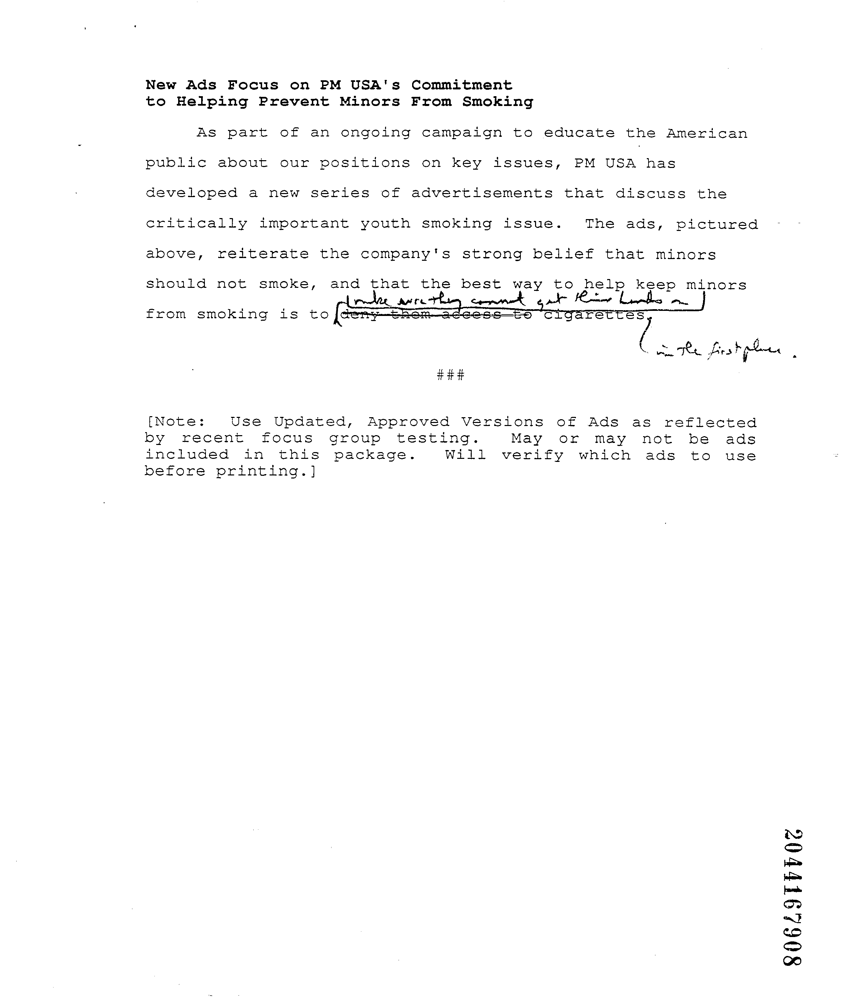 New Ads Focus on PM USA's Commitment
to Helping Prevent Minors From Smoking
As part of an ongoing campaign to educate the American
public about our positions on key issues, PM USA has
developed a new series of advertisements that discuss the
critically important youth smoking issue. The ads, pictured
above, reiterate the company's strong belief that minors
should not smoke, and that the best way to help keep minors
make sure they cannot get their hands on
from smoking is to deny them access to cigarettes.
in the first place.
###
[Note: Use Updated, Approved Versions of Ads as reflected
by recent focus group testing. May or may not be ads
included in this package. Will verify which ads to use
before printing.]
2044167908